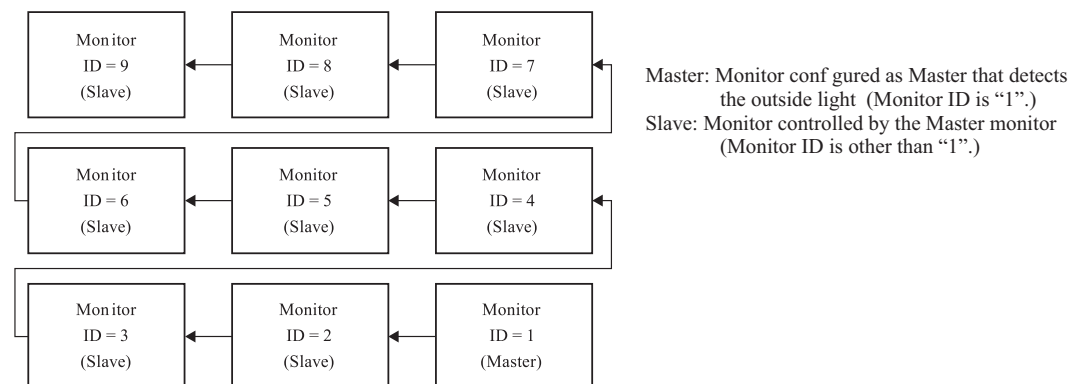 Monitor
ID = 9
(Slave)
Monitor
ID = 8
(Slave)
Monitor
ID = 7
(Slave)
Master: Monitor conf gured as Master that detects
the outside light (Monitor ID is “1”.)
Slave: Monitor controlled by the Master monitor
(Monitor ID is other than “1”.)
Monitor
ID = 6
(Slave)
Monitor
ID = 5
(Slave)
Monitor
ID = 4
(Slave)
Monitor
ID = 3
(Slave)
Monitor
ID = 2
(Slave)
Monitor
ID = 1
(Master)